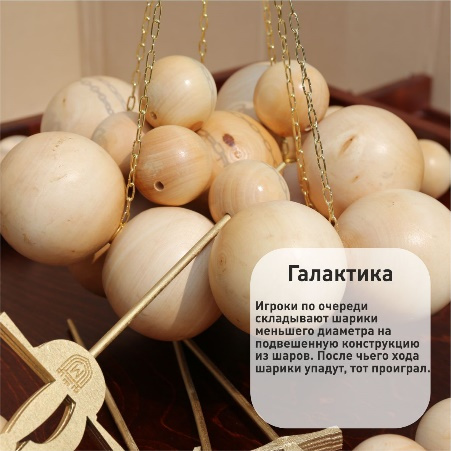 Галактика
Игроки по очереди
складывают шарики
меньшего диаметра на
подвешенную конструкцию
из шаров. После чьего хода
шарики упадут, тот проиграл.